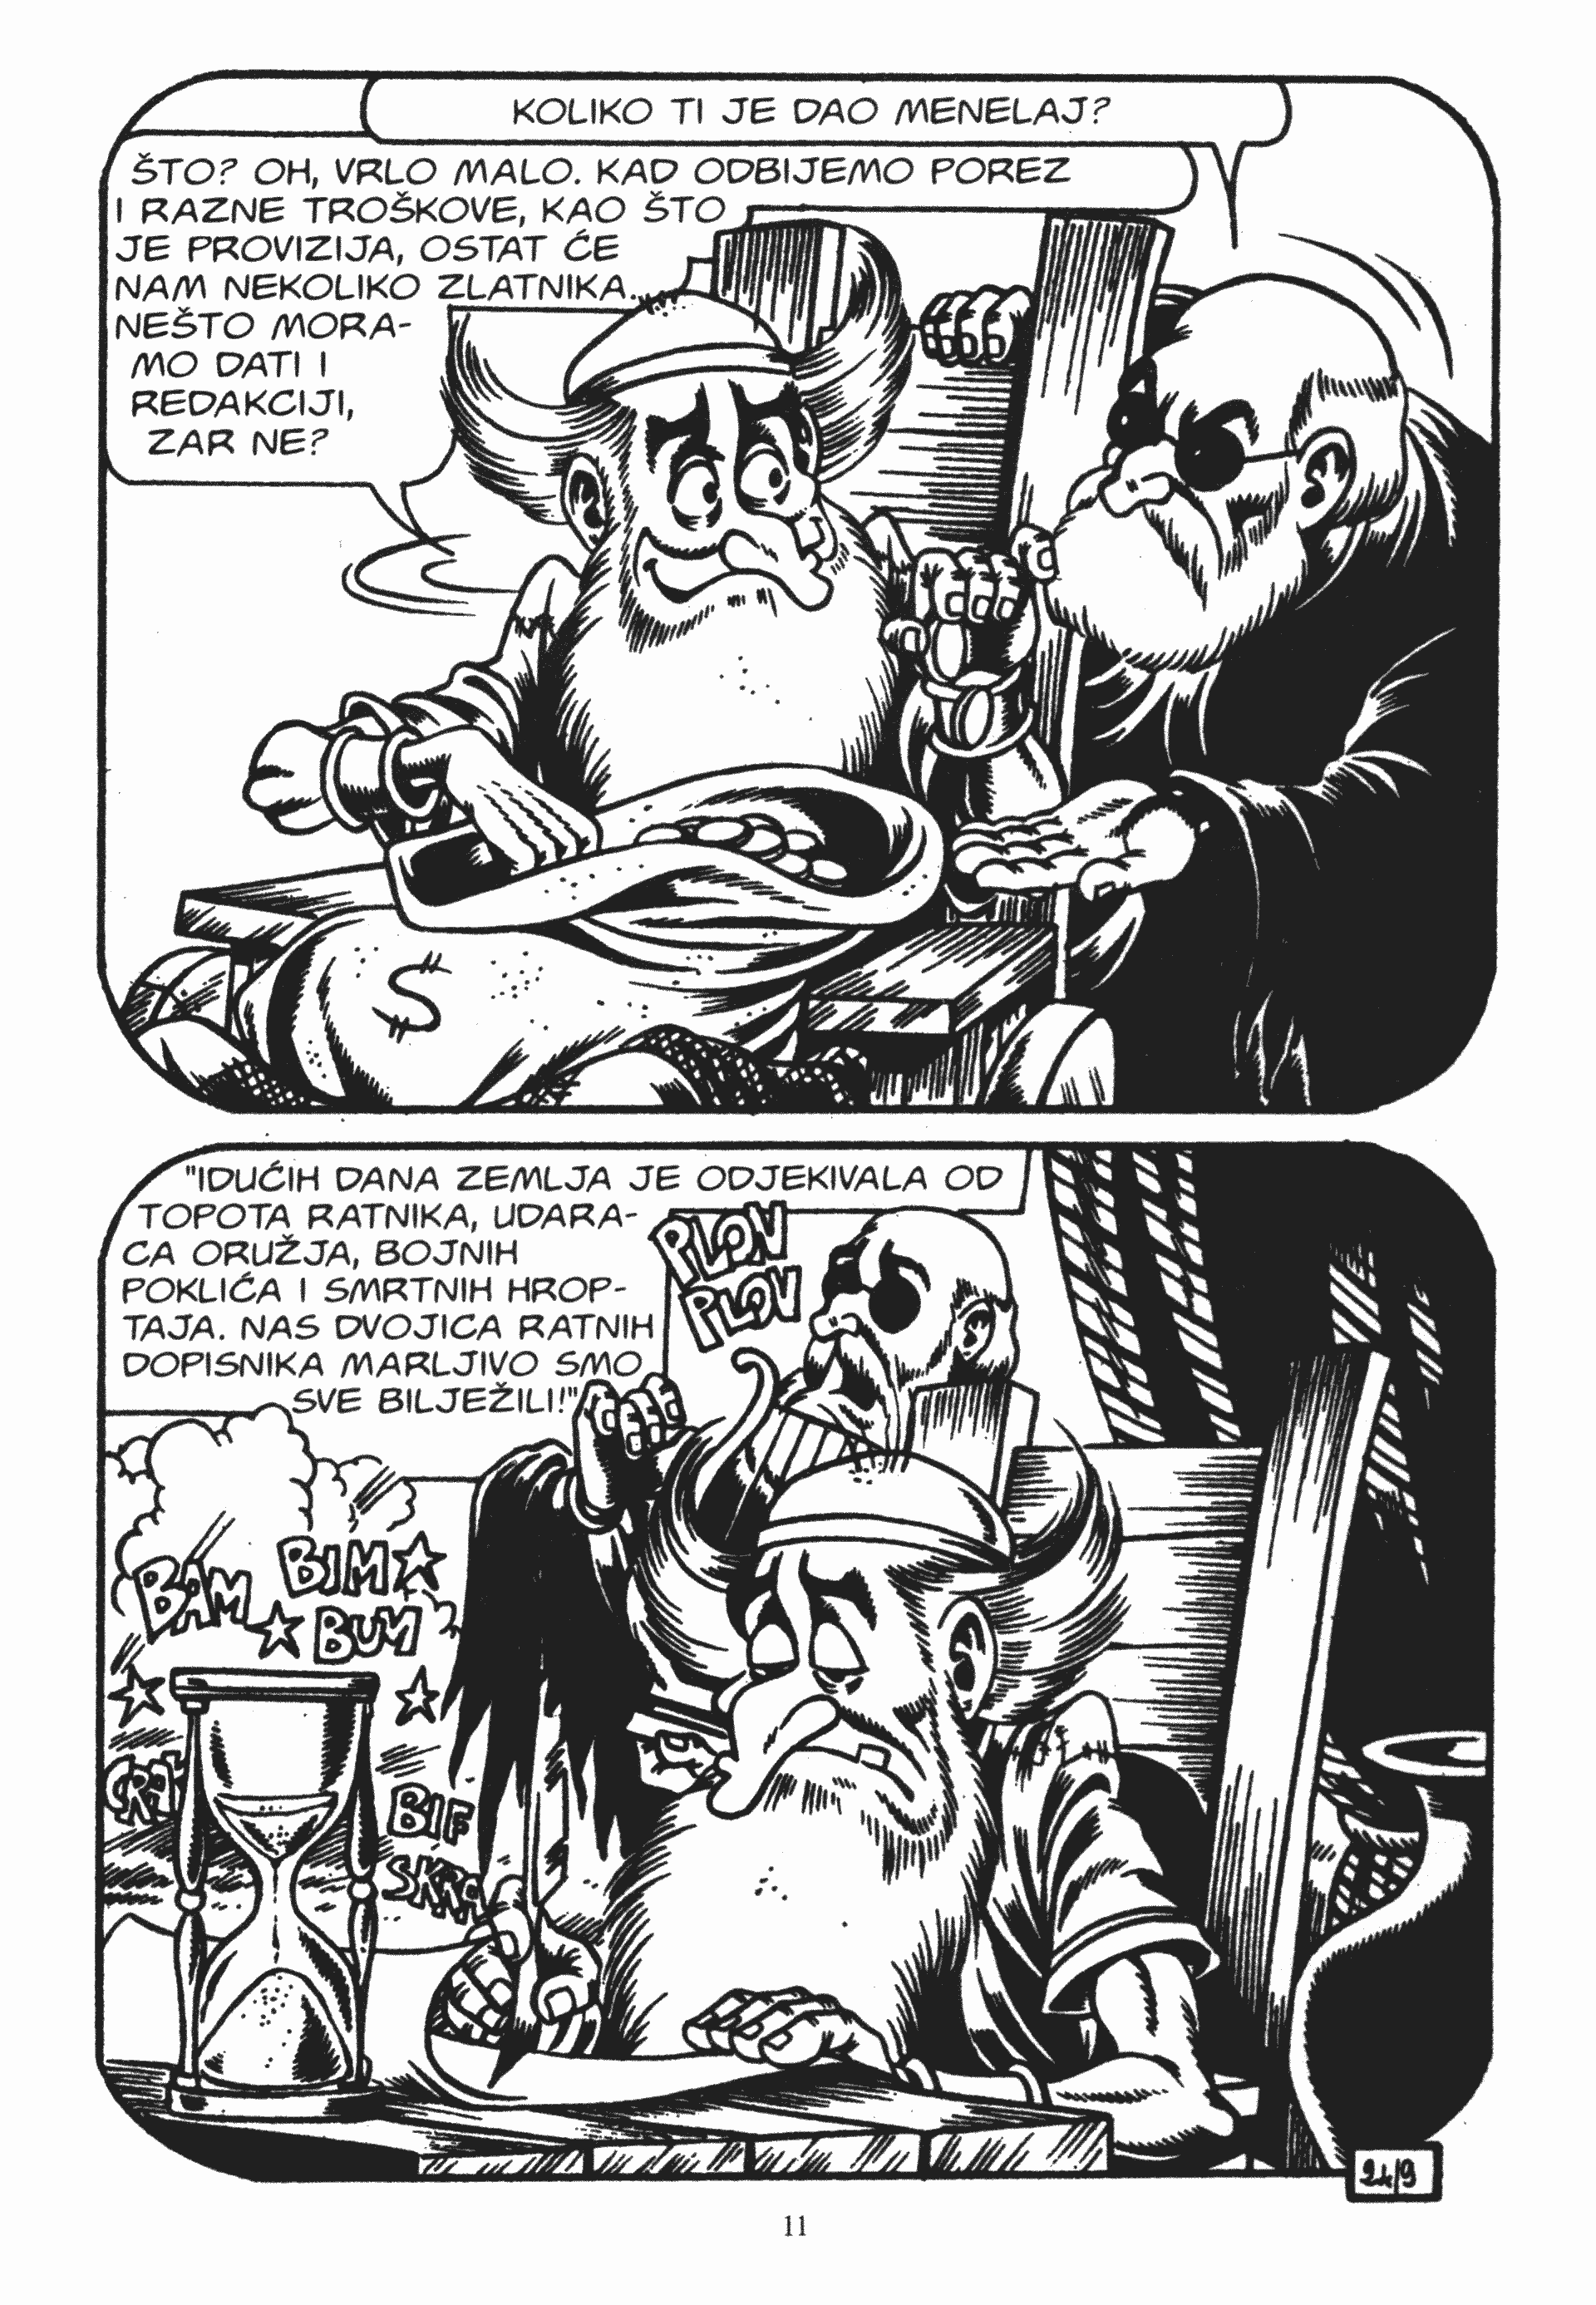 KOLIKO TI JE DAO MENELAJ?
ŠTO? OH, VRLO MALO. KAD ODBIJEMO POREZ
I RAZNE TROŠKOVE, KAO ŠTO
JE PROVIZIJA, OSTAT ĆE
NAM NEKOLIKO ZLATNIKA.
NEŠTO MORA-
MO DATI I
REDAKCIJI,
ZAR NE?
$
"IDUĆIH DANA ZEMLJA JE ODJEKIVALA OD
TOPOTA RATNIKA, UDARA-
CA ORUŽJA, BOJNIH
POKLIĆA I SMRTNIH HROP-
TAJA. NAS DVOJICA RATNIH
DOPISNIKA MARLJIVO SMO
SVE BILJEŽILI!"
PLON
PLON
BAM
BIM
BUM
BIF
SKRA
24/9
11